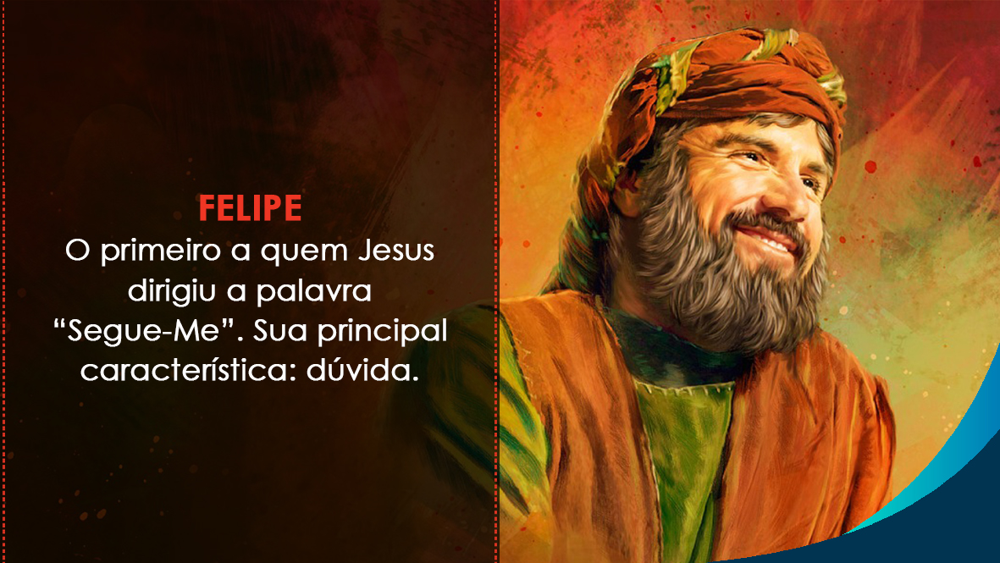 FELIPE
O primeiro a quem Jesus
dirigiu a palavra
“Segue-Me”. Sua principal
característica: dúvida.